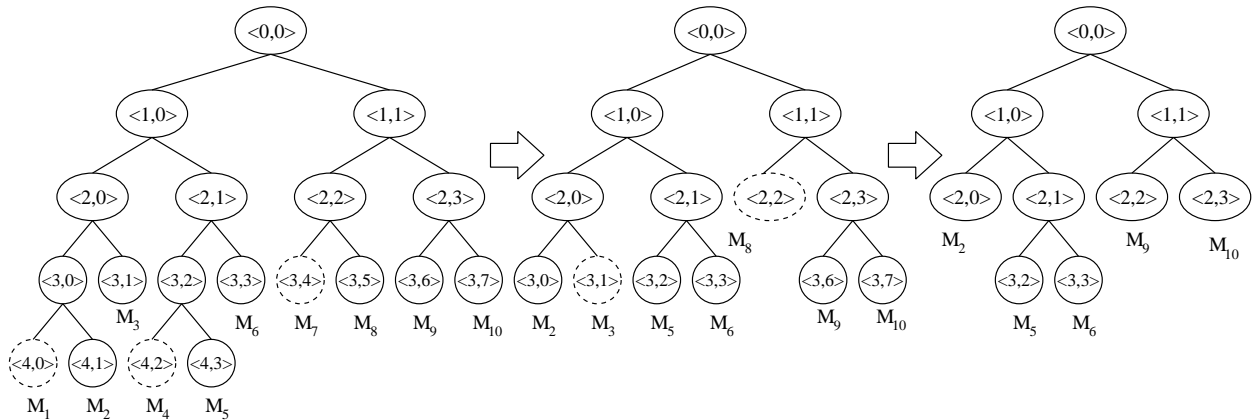 <0,0> <0,0> <0,0>
<1,0> <1,1> <1,0> <1,1> <1,0> <1,1>
<2,0> <2,1> <2,2> <2,3> <2,0> <2,1> <2,2> <2,3> <2,0> <2,1> <2,2> <2,3>
M8 M2 M9 M10
<3,0> <3,1> <3,2> <3,3> <3,4> <3,5> <3,6> <3,7> <3,0> <3,1> <3,2> <3,3> <3,6> <3,7> <3,2> <3,3>
M3 M6 M7 M8 M9 M10 M2 M3 M5 M6 M9 M10 M5 M6
<4,0> <4,1> <4,2> <4,3>
M1 M2 M4 M5